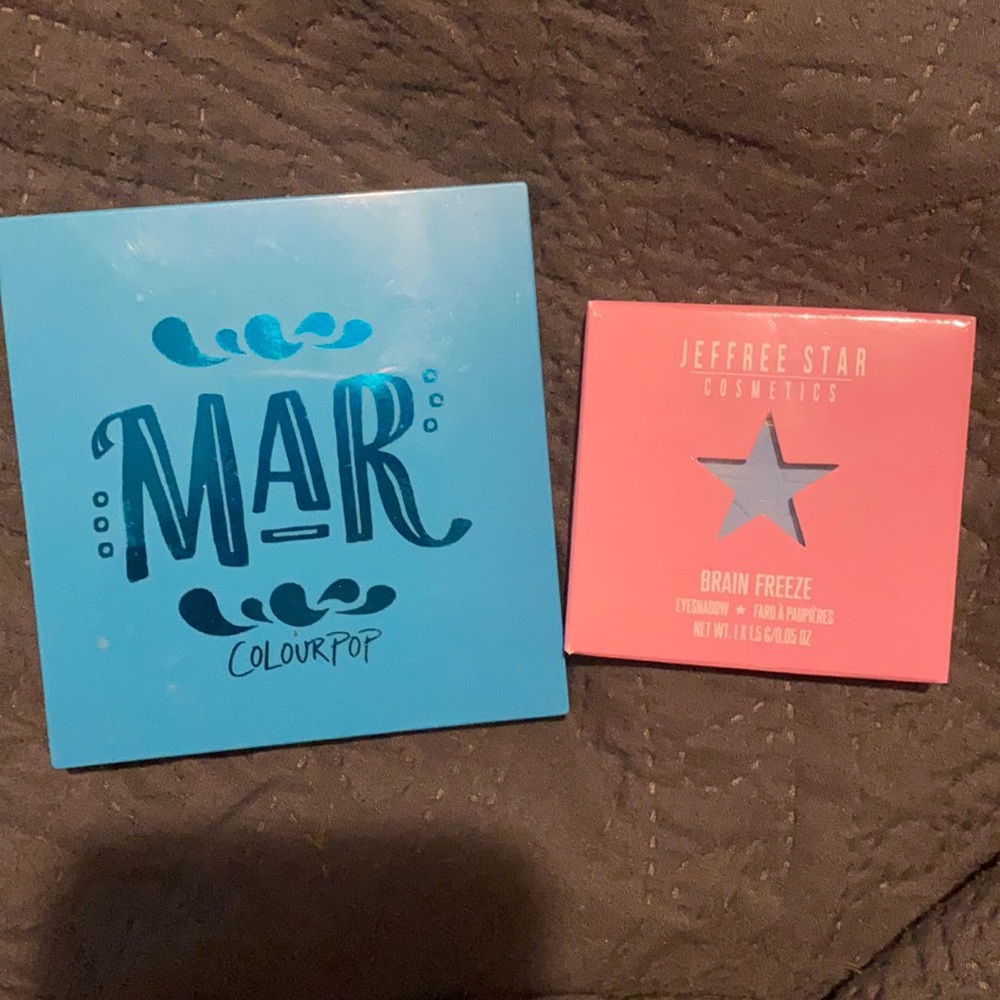 MAR
COLOURPOP
JEFFREE STAR
COSMETICS
BRAIN FREEZE
EYESHADOW ★ FARD À PAUPIÈRES
NET WT. 1 X 1.5 G/0.05 OZ